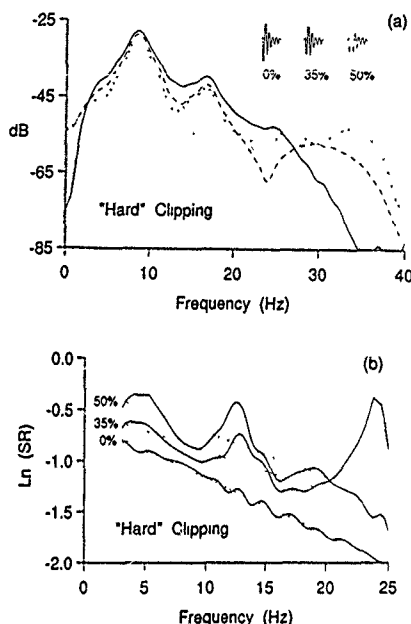 (a)
-25
-45
dB
-65
-85
0% 35% 50%
"Hard" Clipping
0 10 20 30 40
Frequency (Hz)
(b)
0.0
-0.5
Ln (SR)
-1.0
-1.5
-2.0
50%
35%
0%
"Hard" Clipping
0 5 10 15 20 25
Frequency (Hz)